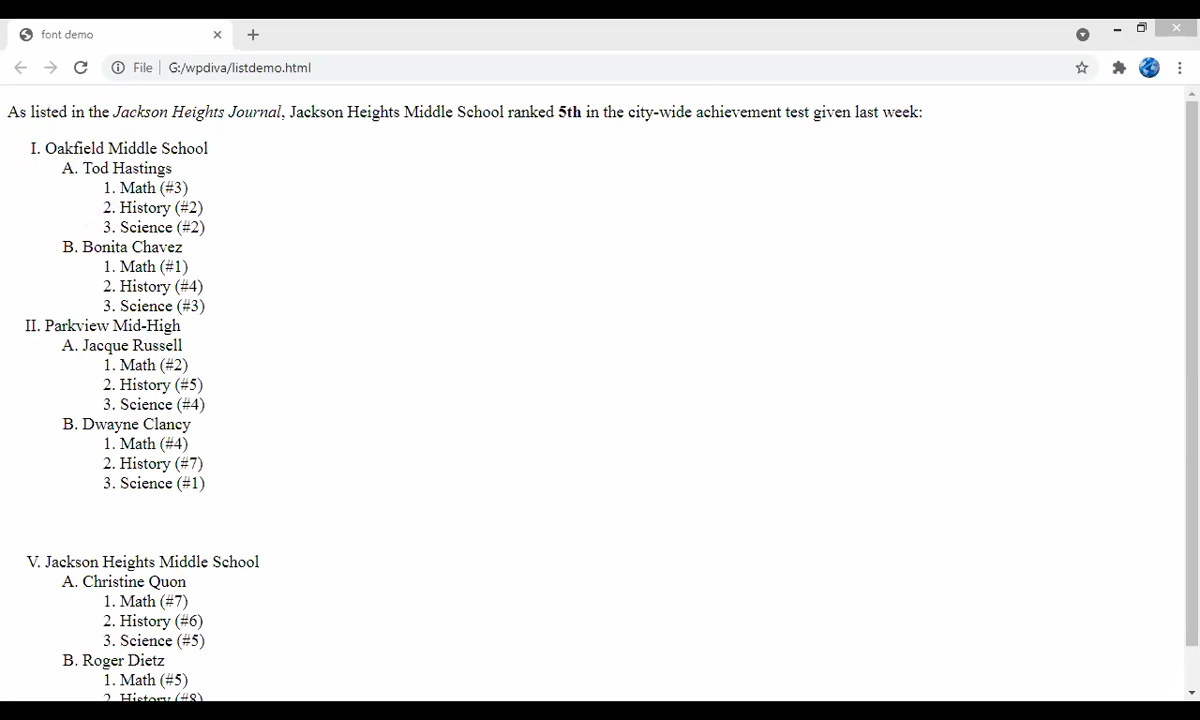 font demo
File
G:/wpdiva/listdemo.html
As listed in the Jackson Heights Journal, Jackson Heights Middle School ranked 5th in the city-wide achievement test given last week:
I. Oakfield Middle School
A. Tod Hastings
1. Math (#3)
2. History (#2)
3. Science (#2)
B. Bonita Chavez
1. Math (#1)
2. History (#4)
3. Science (#3)
II. Parkview Mid-High
A. Jacque Russell
1. Math (#2)
2. History (#5)
3. Science (#4)
B. Dwayne Clancy
1. Math (#4)
2. History (#7)
3. Science (#1)
V. Jackson Heights Middle School
A. Christine Quon
1. Math (#7)
2. History (#6)
3. Science (#5)
B. Roger Dietz
1. Math (#5)
2. History (#8)